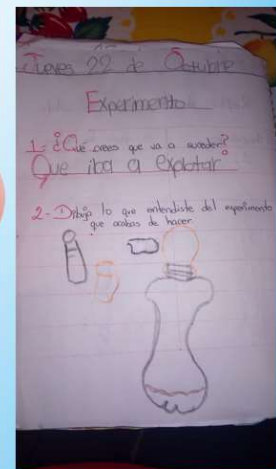 Jueves 22 de Octubre
Experimento
1- ¿Qué crees que va a suceder?
Que iba a explotar
2- Dibuja lo que entendiste del experimento
que acabas de hacer